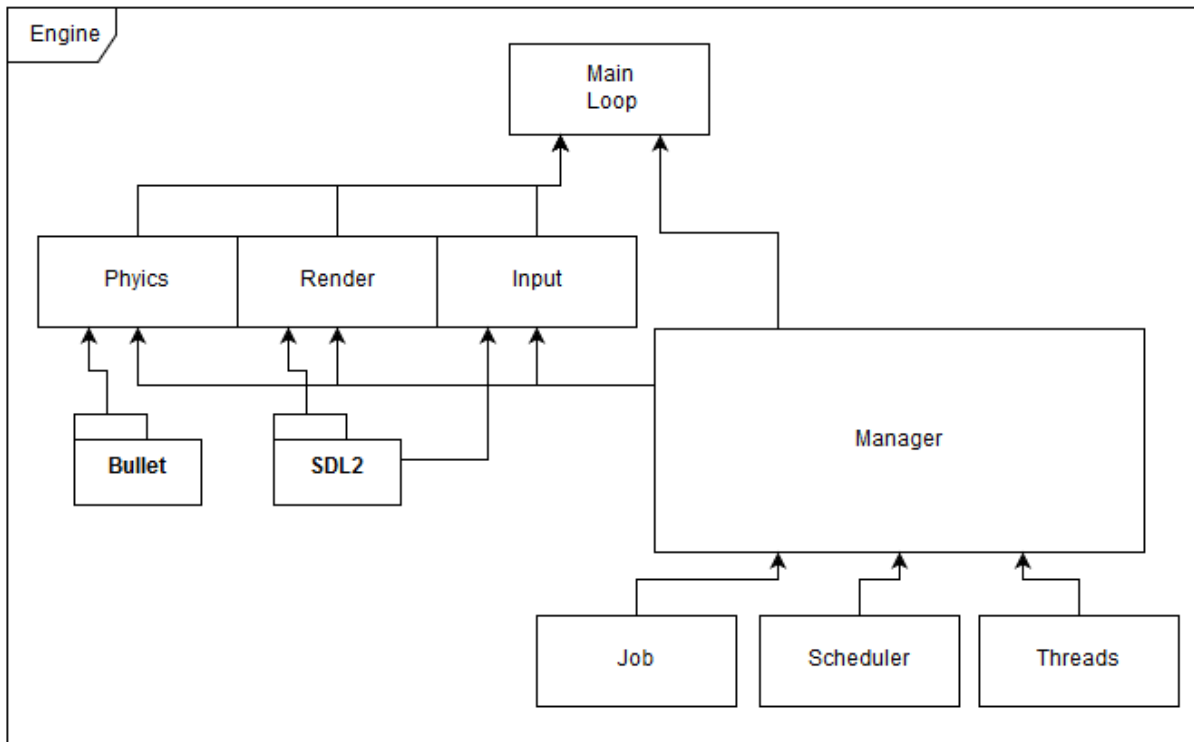 Engine
Main
Loop
Phyics
Render
Input
Manager
Bullet
SDL2
Job
Scheduler
Threads